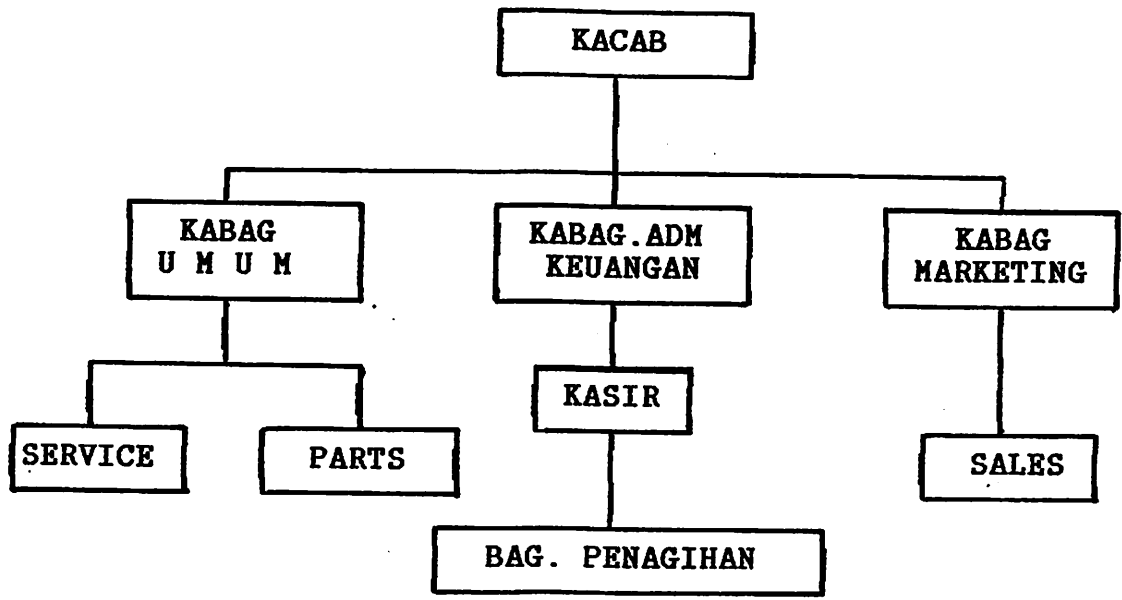 KACAB
KABAG
U M U M
KABAG.ADM
KEUANGAN
KABAG
MARKETING
KASIR
SERVICE
PARTS
SALES
BAG. PENAGIHAN